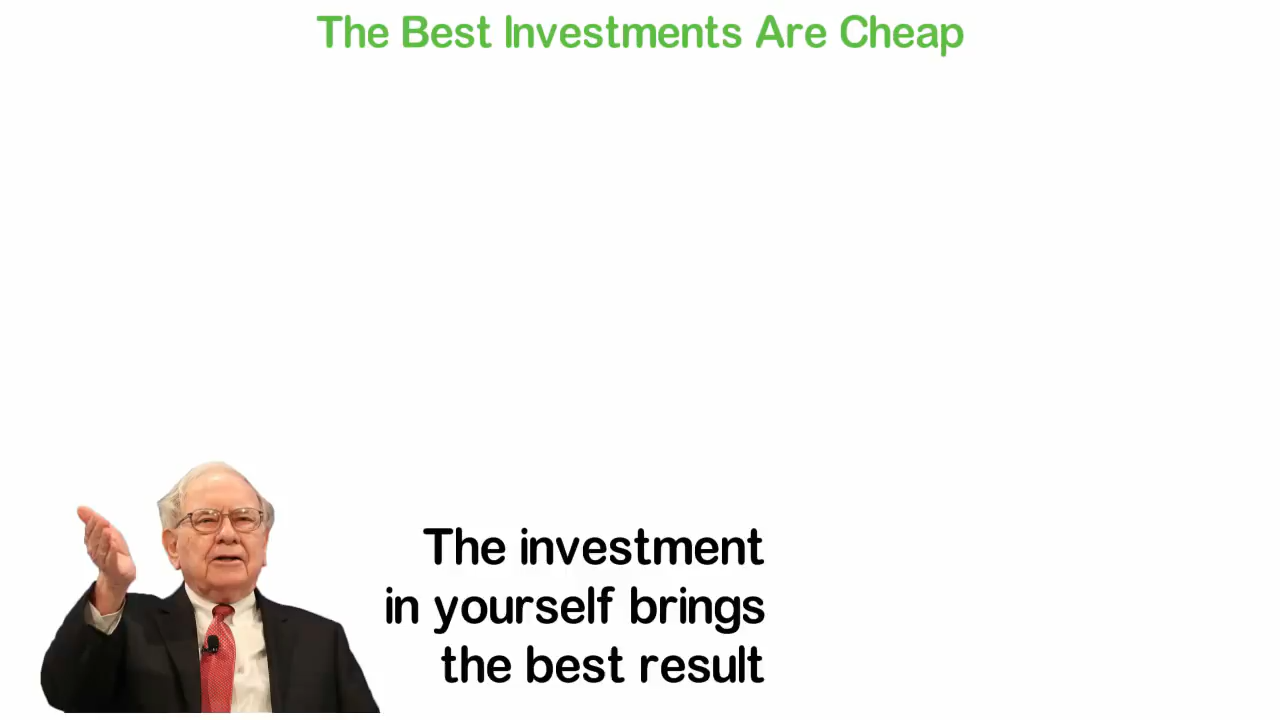 The Best Investments Are Cheap
The investment
in yourself brings
the best result